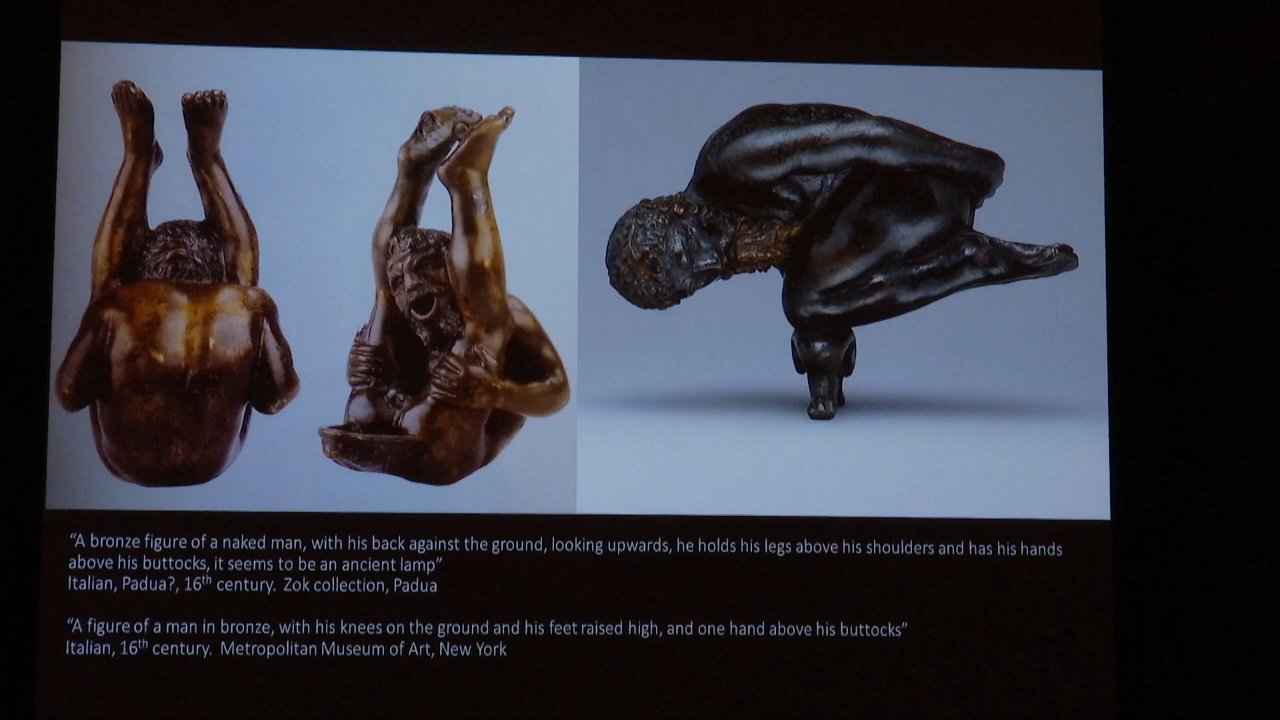 “A bronze figure of a naked man, with his back against the ground, looking upwards, he holds his legs above his shoulders and has his hands
above his buttocks, it seems to be an ancient lamp”
Italian, Padua?, 16th century. Zok collection, Padua
“A figure of a man in bronze, with his knees on the ground and his feet raised high, and one hand above his buttocks”
Italian, 16th century. Metropolitan Museum of Art, New York